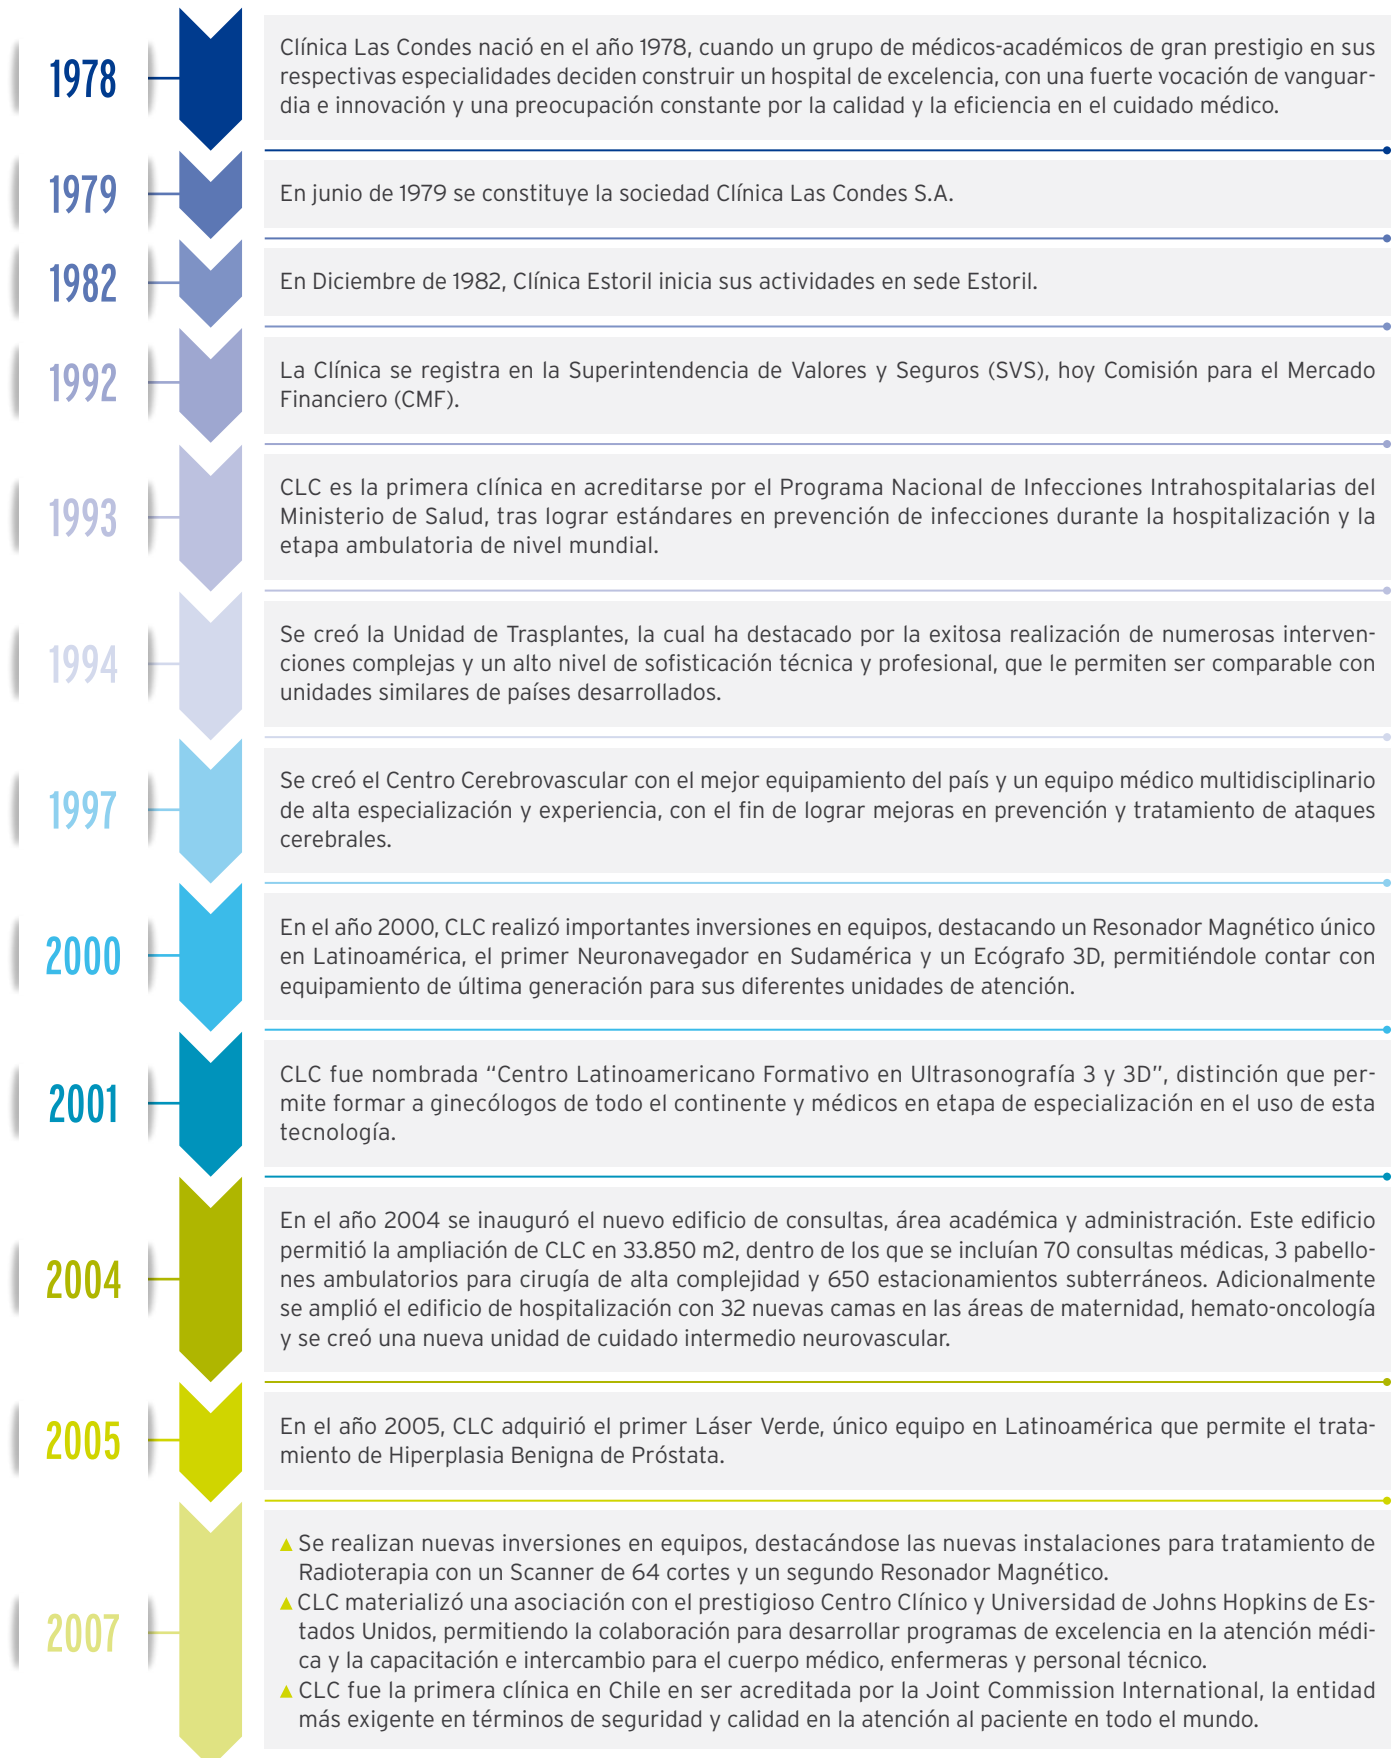 1978
Clínica Las Condes nació en el año 1978, cuando un grupo de médicos-académicos de gran prestigio en sus
respectivas especialidades deciden construir un hospital de excelencia, con una fuerte vocación de vanguar-
dia e innovación y una preocupación constante por la calidad y la eficiencia en el cuidado médico.
1979
En junio de 1979 se constituye la sociedad Clínica Las Condes S.A.
1982
En Diciembre de 1982, Clínica Estoril inicia sus actividades en sede Estoril.
1992
La Clínica se registra en la Superintendencia de Valores y Seguros (SVS), hoy Comisión para el Mercado
Financiero (CMF).
1993
CLC es la primera clínica en acreditarse por el Programa Nacional de Infecciones Intrahospitalarias del
Ministerio de Salud, tras lograr estándares en prevención de infecciones durante la hospitalización y la
etapa ambulatoria de nivel mundial.
1994
Se creó la Unidad de Trasplantes, la cual ha destacado por la exitosa realización de numerosas interven-
ciones complejas y un alto nivel de sofisticación técnica y profesional, que le permiten ser comparable con
unidades similares de países desarrollados.
1997
Se creó el Centro Cerebrovascular con el mejor equipamiento del país y un equipo médico multidisciplinario
de alta especialización y experiencia, con el fin de lograr mejoras en prevención y tratamiento de ataques
cerebrales.
2000
En el año 2000, CLC realizó importantes inversiones en equipos, destacando un Resonador Magnético único
en Latinoamérica, el primer Neuronavegador en Sudamérica y un Ecógrafo 3D, permitiéndole contar con
equipamiento de última generación para sus diferentes unidades de atención.
2001
CLC fue nombrada “Centro Latinoamericano Formativo en Ultrasonografía 3 y 3D”, distinción que per-
mite formar a ginecólogos de todo el continente y médicos en etapa de especialización en el uso de esta
tecnología.
2004
En el año 2004 se inauguró el nuevo edificio de consultas, área académica y administración. Este edificio
permitió la ampliación de CLC en 33.850 m2, dentro de los que se incluían 70 consultas médicas, 3 pabello-
nes ambulatorios para cirugía de alta complejidad y 650 estacionamientos subterráneos. Adicionalmente
se amplió el edificio de hospitalización con 32 nuevas camas en las áreas de maternidad, hemato-oncología
y se creó una nueva unidad de cuidado intermedio neurovascular.
2005
En el año 2005, CLC adquirió el primer Láser Verde, único equipo en Latinoamérica que permite el trata-
miento de Hiperplasia Benigna de Próstata.
2007
▲ Se realizan nuevas inversiones en equipos, destacándose las nuevas instalaciones para tratamiento de
Radioterapia con un Scanner de 64 cortes y un segundo Resonador Magnético.
▲ CLC materializó una asociación con el prestigioso Centro Clínico y Universidad de Johns Hopkins de Es-
tados Unidos, permitiendo la colaboración para desarrollar programas de excelencia en la atención médi-
ca y la capacitación e intercambio para el cuerpo médico, enfermeras y personal técnico.
▲ CLC fue la primera clínica en Chile en ser acreditada por la Joint Commission International, la entidad
más exigente en términos de seguridad y calidad en la atención al paciente en todo el mundo.